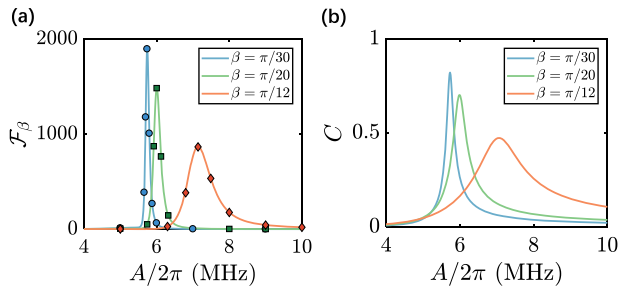 (a)
2000
1000
0
4
6
8
10
A/2π (MHz)
ℱβ
β = π/30
β = π/20
β = π/12
(b)
1
0.5
0
4
6
8
10
A/2π (MHz)
C
β = π/30
β = π/20
β = π/12